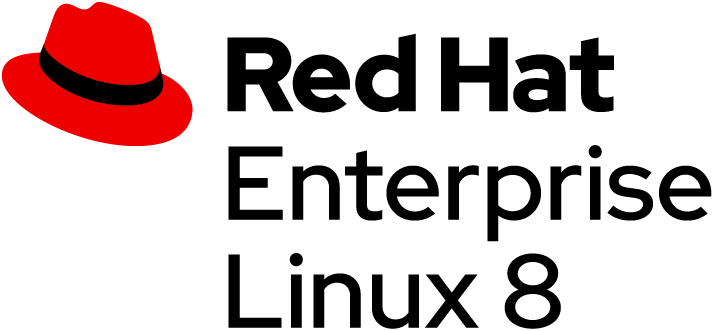 Red Hat
Enterprise
Linux 8